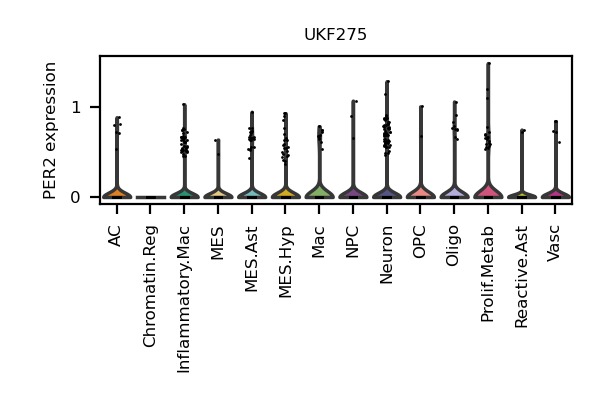 UKF275
PER2 expression
1
0
AC
Chromatin.Reg
Inflammatory.Mac
MES
MES.Ast
MES.Hyp
Mac
NPC
Neuron
OPC
Oligo
Prolif.Metab
Reactive.Ast
Vasc